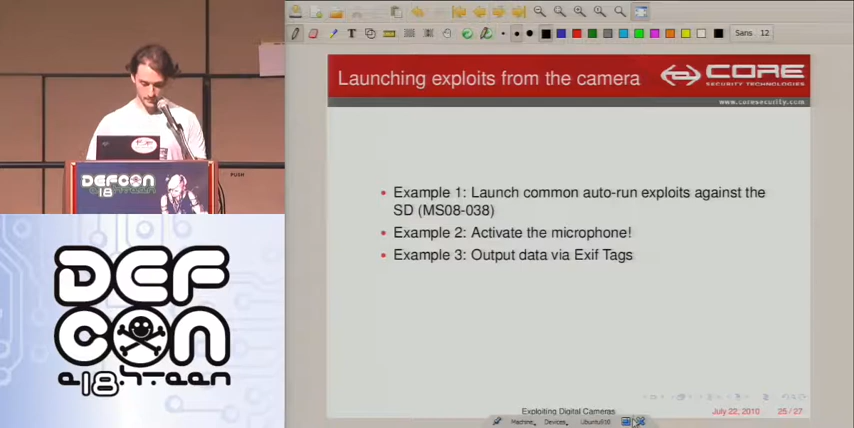 Sans 12
Launching exploits from the camera
CORE
SECURITY TECHNOLOGIES
www.coresecurity.com
• Example 1: Launch common auto-run exploits against the
SD (MS08-038)
• Example 2: Activate the microphone!
• Example 3: Output data via Exif Tags
Exploiting Digital Cameras
July 22, 2010
25 / 27
Machine
Devices
PUSH
DEFCON
DEF
CON